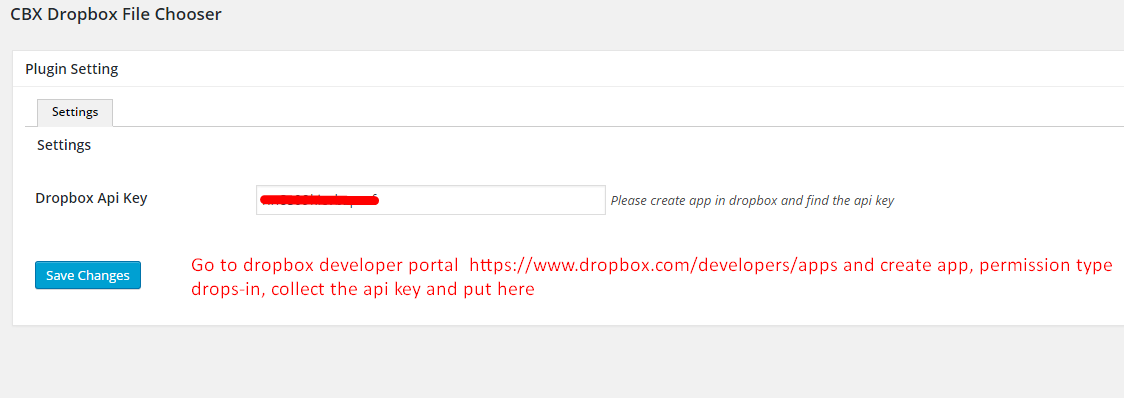 CBX Dropbox File Chooser
Plugin Setting
Settings
Settings
Dropbox Api Key
Please create app in dropbox and find the api key
Save Changes
Go to dropbox developer portal https://www.dropbox.com/developers/apps and create app, permission type
drops-in, collect the api key and put here